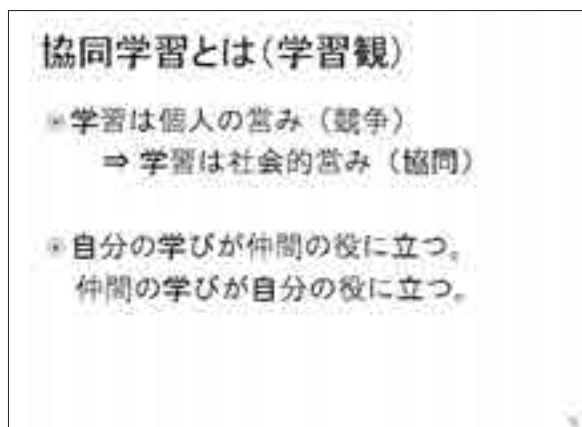 協同学習とは(学習観)
学習は個人の営み(競争)
⇒ 学習は社会的営み(協同)
自分の学びが仲間の役に立つ。
仲間の学びが自分の役に立つ。